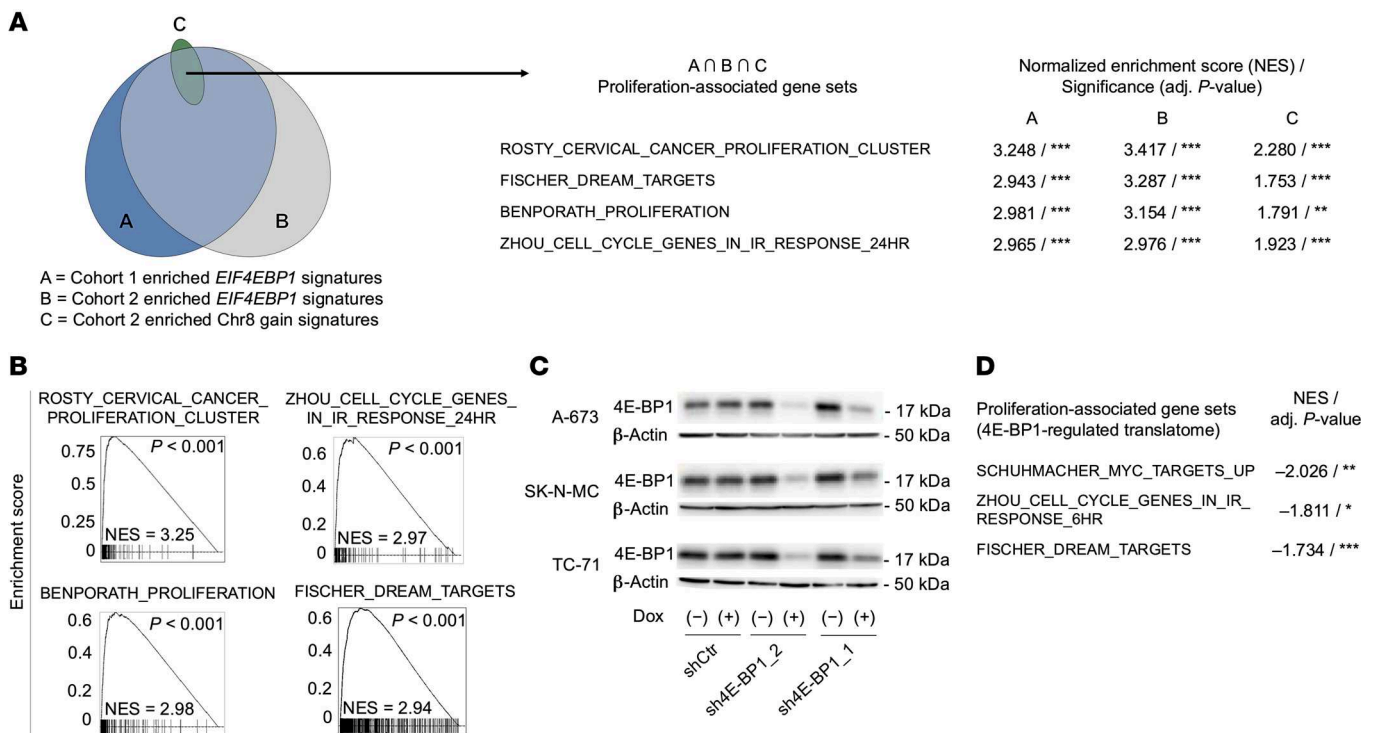 A
C
A
B
A = Cohort 1 enriched EIF4EBP1 signatures
B = Cohort 2 enriched EIF4EBP1 signatures
C = Cohort 2 enriched Chr8 gain signatures
A ∩ B ∩ C
Proliferation-associated gene sets
Normalized enrichment score (NES) /
Significance (adj. P-value)
A B C
ROSTY_CERVICAL_CANCER_PROLIFERATION_CLUSTER 3.248 / *** 3.417 / *** 2.280 / ***
FISCHER_DREAM_TARGETS 2.943 / *** 3.287 / *** 1.753 / ***
BENPORATH_PROLIFERATION 2.981 / *** 3.154 / *** 1.791 / **
ZHOU_CELL_CYCLE_GENES_IN_IR_RESPONSE_24HR 2.965 / *** 2.976 / *** 1.923 / ***
B
Enrichment score
ROSTY_CERVICAL_CANCER_
PROLIFERATION_CLUSTER
0.75
0.5
0.25
0
P < 0.001
NES = 3.25
ZHOU_CELL_CYCLE_GENES_
IN_IR_RESPONSE_24HR
0.6
0.4
0.2
0
P < 0.001
NES = 2.97
BENPORATH_PROLIFERATION
0.6
0.4
0.2
0
P < 0.001
NES = 2.98
FISCHER_DREAM_TARGETS
0.6
0.4
0.2
0
P < 0.001
NES = 2.94
C
A-673
4E-BP1 - 17 kDa
β-Actin - 50 kDa
SK-N-MC
4E-BP1 - 17 kDa
β-Actin - 50 kDa
TC-71
4E-BP1 - 17 kDa
β-Actin - 50 kDa
Dox (−) (+) (−) (+) (−) (+)
shCtr
sh4E-BP1_2
sh4E-BP1_1
D
Proliferation-associated gene sets
(4E-BP1-regulated translatome)
NES /
adj. P-value
SCHUHMACHER_MYC_TARGETS_UP −2.026 / **
ZHOU_CELL_CYCLE_GENES_IN_IR_
RESPONSE_6HR −1.811 / *
FISCHER_DREAM_TARGETS −1.734 / ***